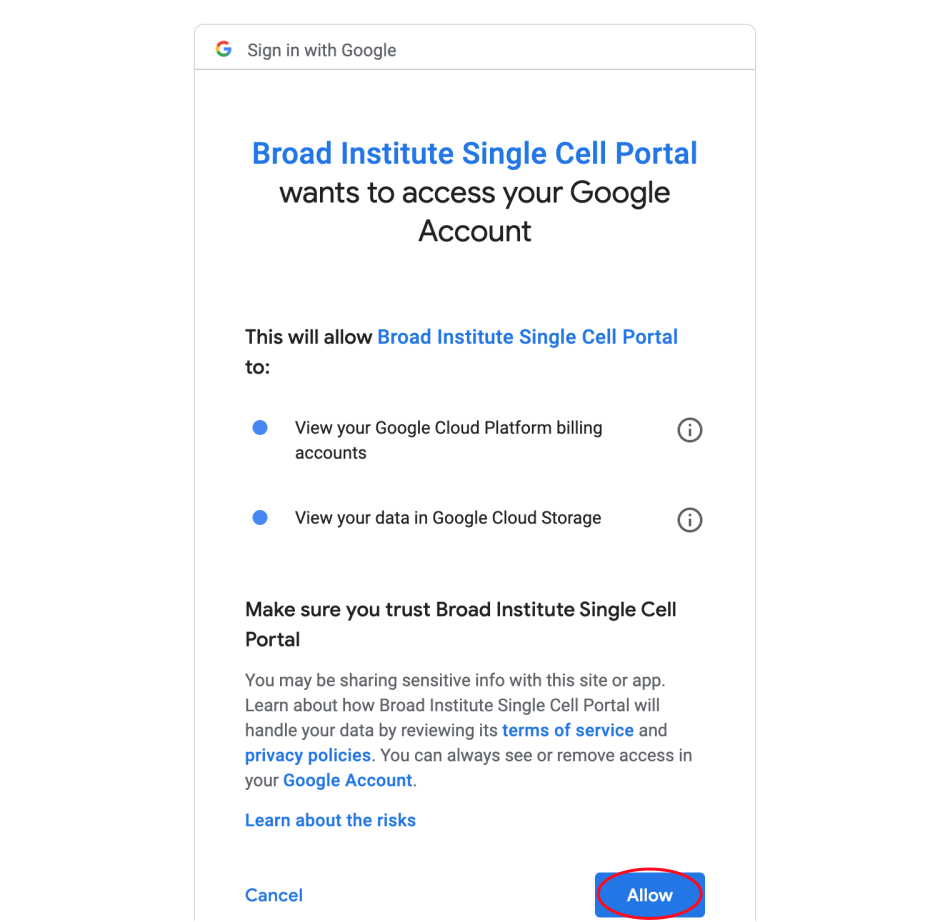 Sign in with Google
Broad Institute Single Cell Portal
wants to access your Google
Account
This will allow Broad Institute Single Cell Portal
to:
View your Google Cloud Platform billing
accounts
View your data in Google Cloud Storage
Make sure you trust Broad Institute Single Cell
Portal
You may be sharing sensitive info with this site or app.
Learn about how Broad Institute Single Cell Portal will
handle your data by reviewing its terms of service and
privacy policies. You can always see or remove access in
your Google Account.
Learn about the risks
Cancel
Allow